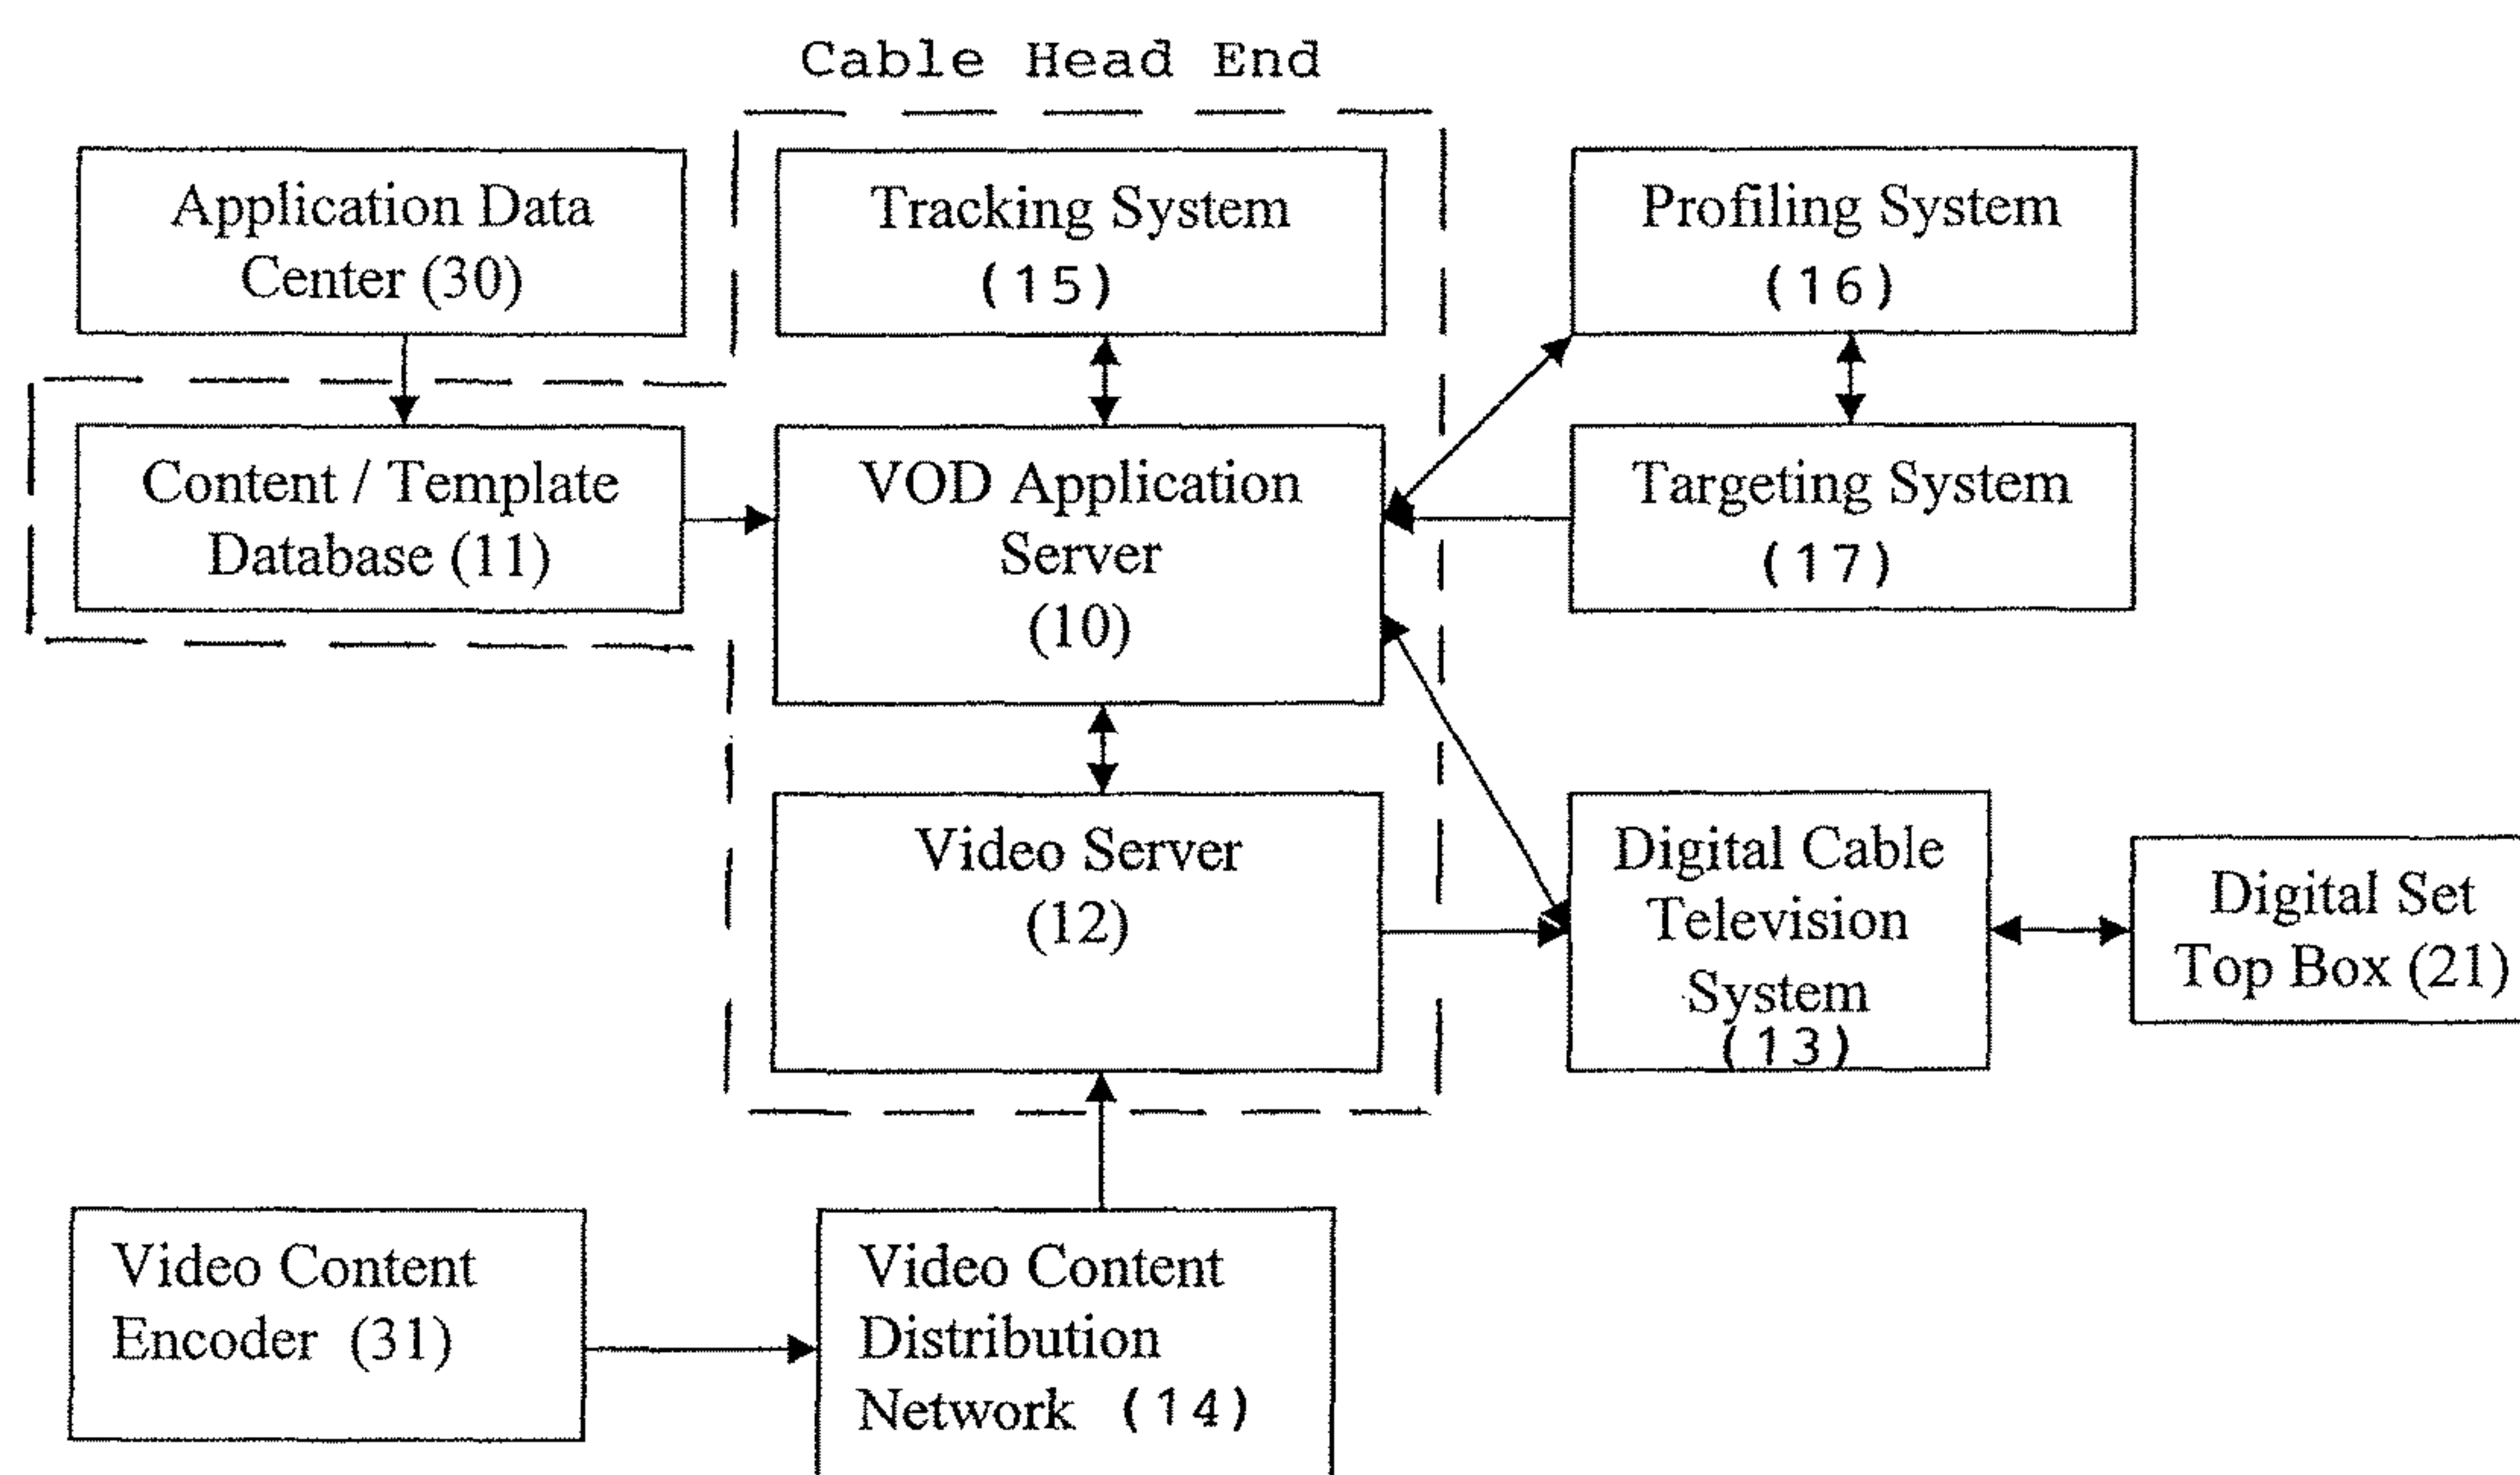 Cable Head End
Application Data
Center (30)
Tracking System
(15)
Profiling System
(16)
Content / Template
Database (11)
VOD Application
Server
(10)
Targeting System
(17)
Video Server
(12)
Digital Cable
Television
System
(13)
Digital Set
Top Box (21)
Video Content
Encoder (31)
Video Content
Distribution
Network (14)